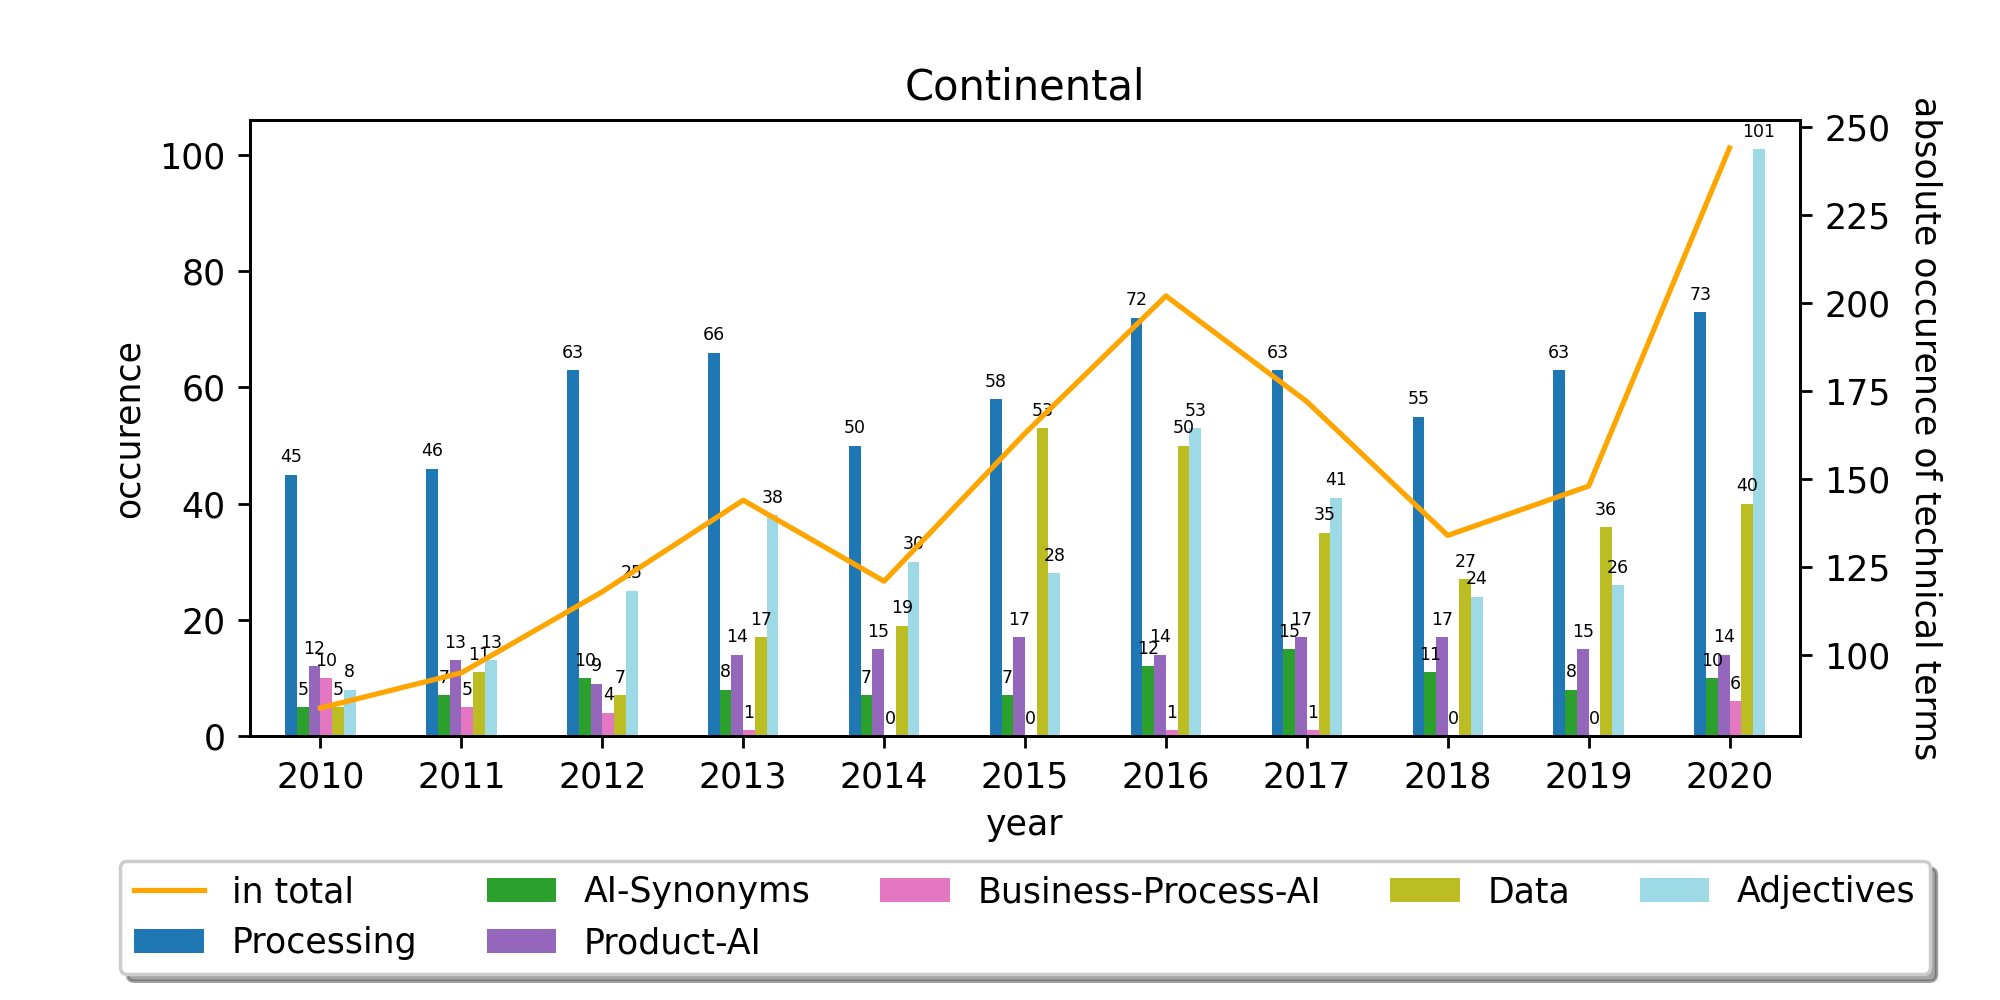 Continental
100
80
60
40
20
0
occurence
250
225
200
175
150
125
100
absolute occurence of technical terms
45 5 12 10 5 8
46 7 13 5 11 13
63 10 9 4 7 25
66 8 14 1 17 38
50 7 15 0 19 30
58 7 17 0 53 28
72 12 14 1 50 53
63 15 17 1 35 41
55 11 17 0 27 24
63 8 15 0 36 26
73 10 14 6 40 101
2010 2011 2012 2013 2014 2015 2016 2017 2018 2019 2020
year
in total AI-Synonyms Business-Process-AI Data Adjectives
Processing Product-AI